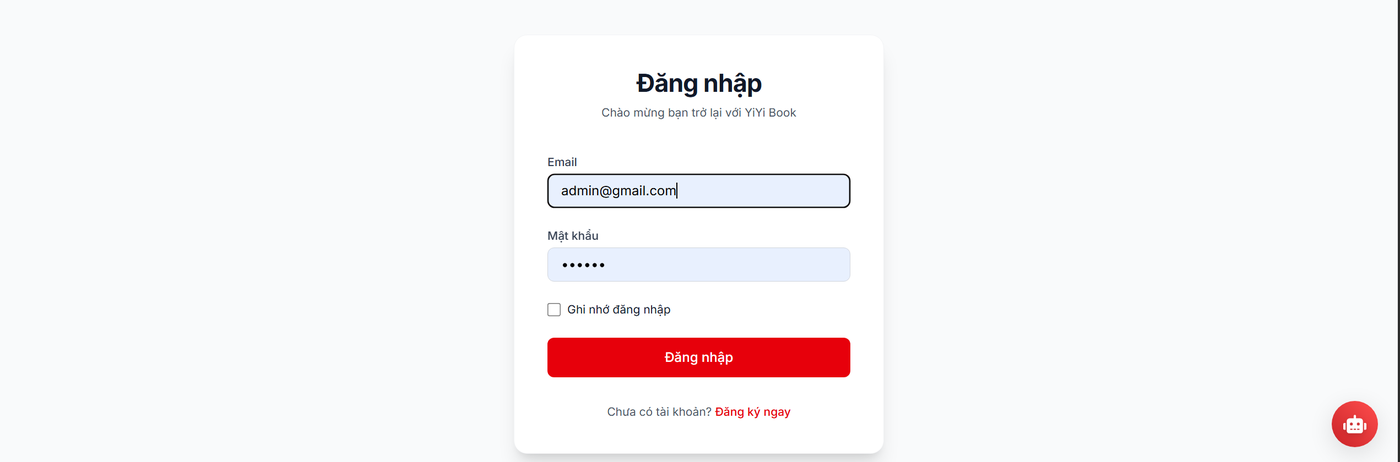 Đăng nhập
Chào mừng bạn trở lại với YiYi Book
Email
admin@gmail.com
Mật khẩu
••••••
Ghi nhớ đăng nhập
Đăng nhập
Chưa có tài khoản? Đăng ký ngay